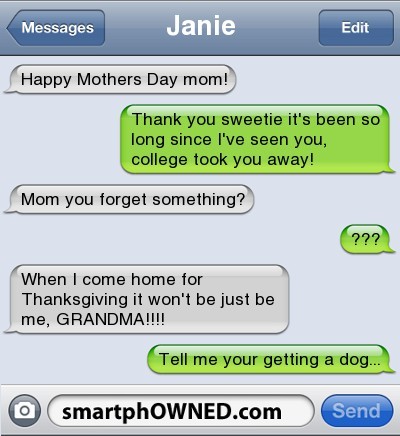 Messages
Janie
Edit
Happy Mothers Day mom!
Thank you sweetie it's been so
long since I've seen you,
college took you away!
Mom you forget something?
???
When I come home for
Thanksgiving it won't be just be
me, GRANDMA!!!!
Tell me your getting a dog...
smartphOWNED.com
Send